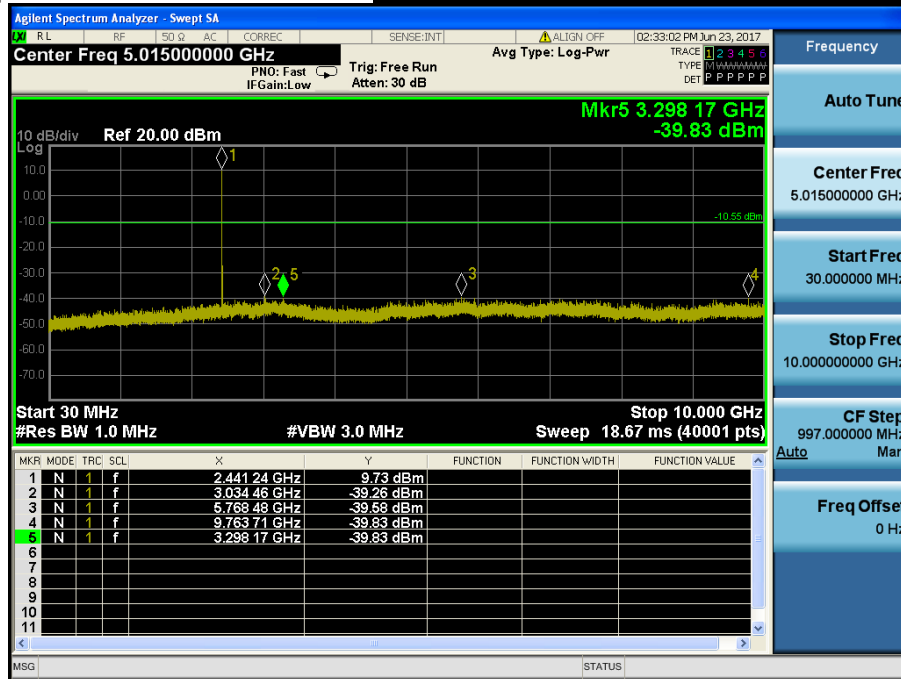 Agilent Spectrum Analyzer - Swept SA
LXI RL RF 50 Ω AC CORREC SENSE:INT ALIGN OFF 02:33:02 PM Jun 23, 2017
Center Freq 5.015000000 GHz
PNO: Fast
IFGain:Low
Trig: Free Run
Atten: 30 dB
Avg Type: Log-Pwr
TRACE 1 2 3 4 5 6
TYPE M
DET P P P P P P
Mkr5 3.298 17 GHz
-39.83 dBm
10 dB/div Ref 20.00 dBm
Log
1
10.0
0.00
-10.0
-10.55 dBm
-20.0
-30.0
2 5 3 4
-40.0
-50.0
-60.0
-70.0
Start 30 MHz Stop 10.000 GHz
#Res BW 1.0 MHz #VBW 3.0 MHz Sweep 18.67 ms (40001 pts)
MKR MODE TRC SCL X Y FUNCTION FUNCTION WIDTH FUNCTION VALUE
1 N 1 f 2.441 24 GHz 9.73 dBm
2 N 1 f 3.034 46 GHz -39.26 dBm
3 N 1 f 5.768 48 GHz -39.58 dBm
4 N 1 f 9.763 71 GHz -39.83 dBm
5 N 1 f 3.298 17 GHz -39.83 dBm
6
7
8
9
10
11
MSG STATUS
Frequency
Auto Tune
Center Freq
5.015000000 GHz
Start Freq
30.000000 MHz
Stop Freq
10.000000000 GHz
CF Step
997.000000 MHz
Auto Man
Freq Offset
0 Hz